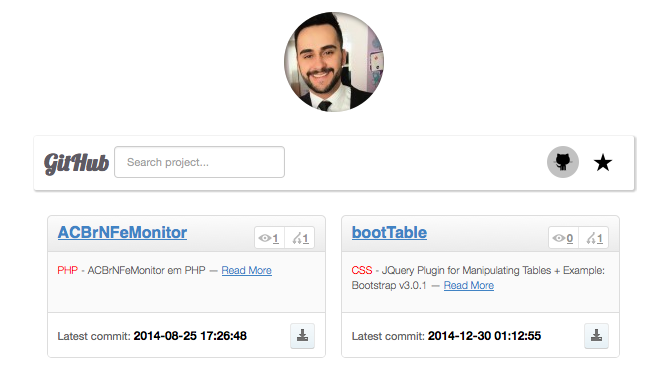 GitHub Search project...
ACBrNFeMonitor 1 1
PHP - ACBrNFeMonitor em PHP — Read More
Latest commit: 2014-08-25 17:26:48
bootTable 0 1
CSS - JQuery Plugin for Manipulating Tables + Example:
Bootstrap v3.0.1 — Read More
Latest commit: 2014-12-30 01:12:55